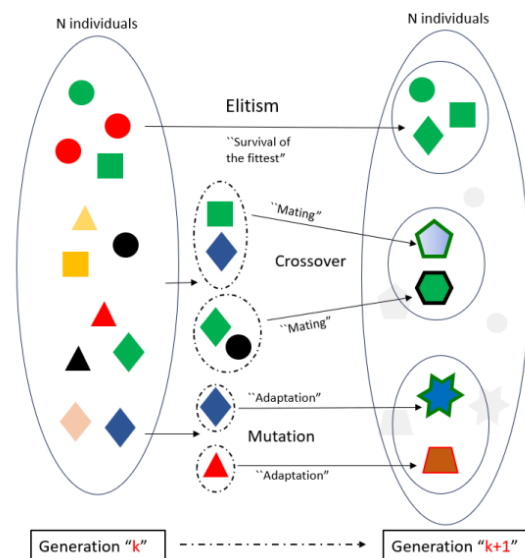 N individuals
N individuals
Elitism
``Survival of
the fittest”
``Mating”
Crossover
``Mating”
``Adaptation”
Mutation
``Adaptation”
Generation “k”
Generation “k+1”